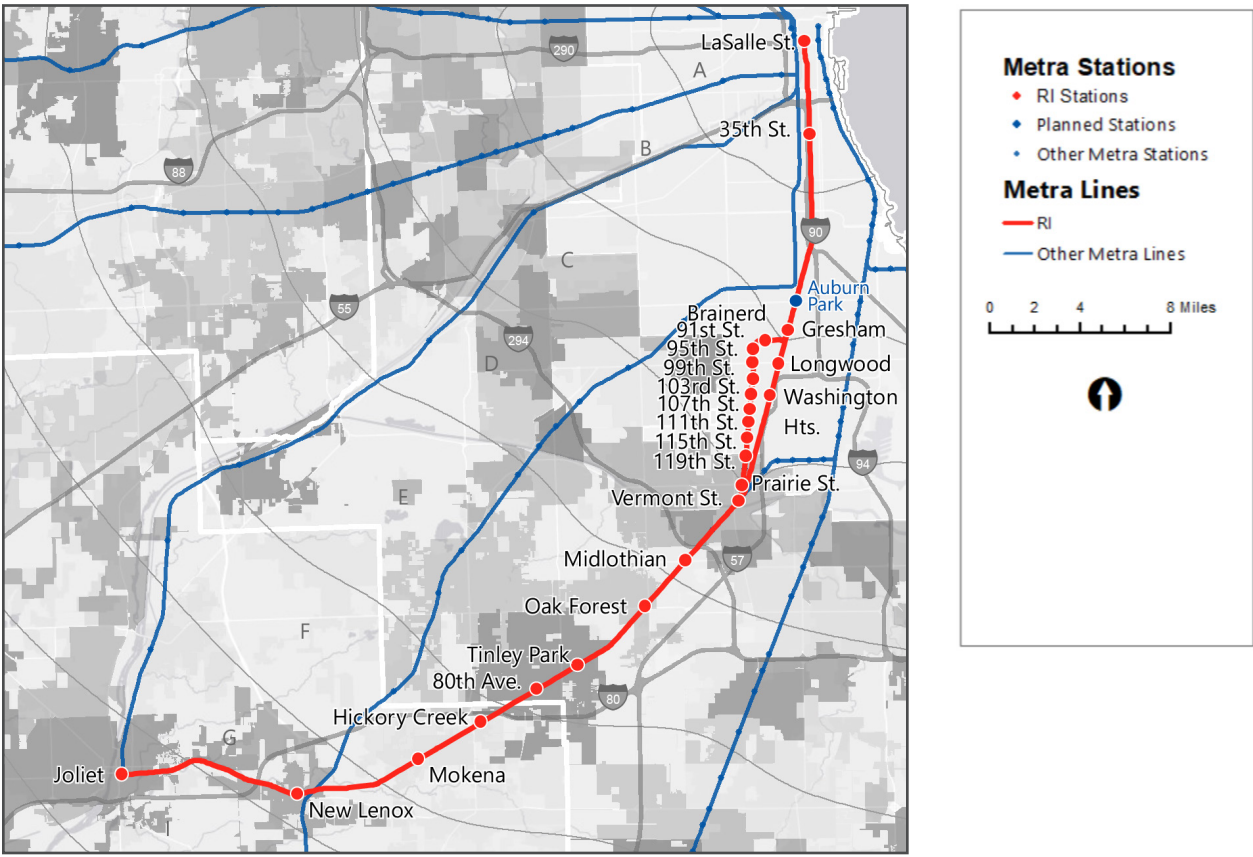 LaSalle St.
290
A
35th St.
B
88
90
C
Auburn
Park
55
Brainerd
91st St.
Gresham
294
95th St.
D
99th St.
Longwood
103rd St.
107th St.
Washington
Hts.
111th St.
115th St.
119th St.
94
Prairie St.
Vermont St.
E
57
Midlothian
Oak Forest
F
Tinley Park
80th Ave.
80
Hickory Creek
G
Joliet
Mokena
New Lenox
I
Metra Stations
RI Stations
Planned Stations
Other Metra Stations
Metra Lines
RI
Other Metra Lines
0 2 4 8 Miles